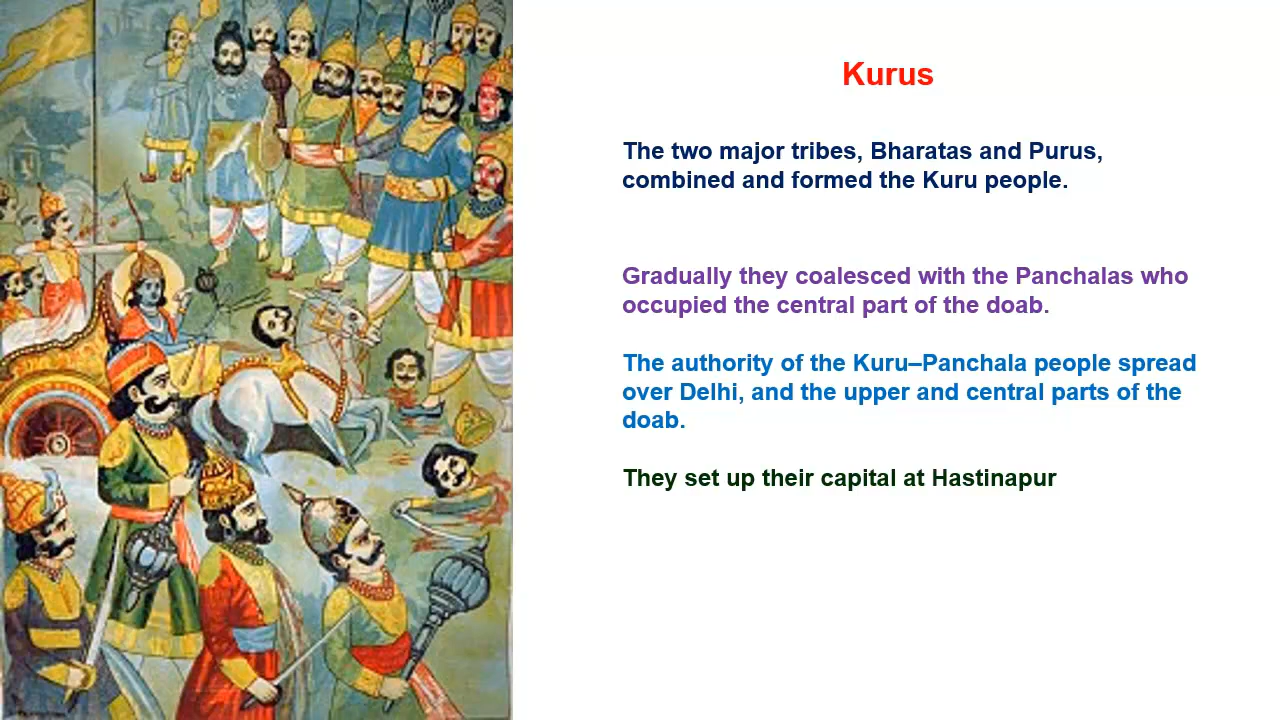 Kurus
The two major tribes, Bharatas and Purus,
combined and formed the Kuru people.
Gradually they coalesced with the Panchalas who
occupied the central part of the doab.
The authority of the Kuru–Panchala people spread
over Delhi, and the upper and central parts of the
doab.
They set up their capital at Hastinapur